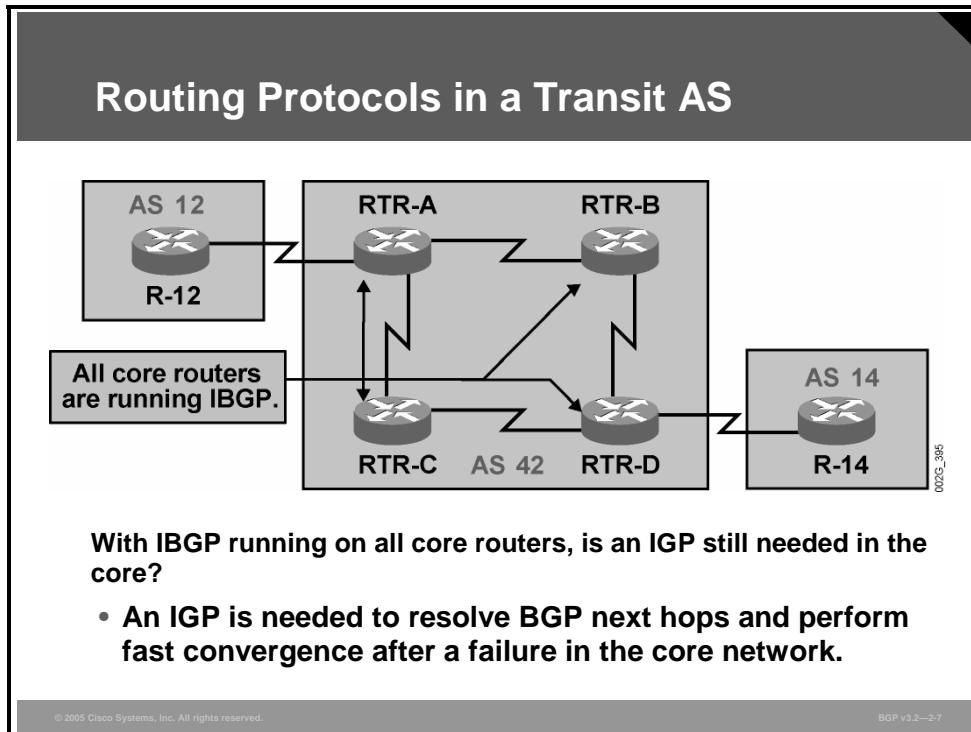 Routing Protocols in a Transit AS
AS 12
R-12
RTR-A
RTR-B
All core routers
are running IBGP.
RTR-C
AS 42
RTR-D
AS 14
R-14
002G_395
With IBGP running on all core routers, is an IGP still needed in the
core?
• An IGP is needed to resolve BGP next hops and perform
fast convergence after a failure in the core network.
© 2005 Cisco Systems, Inc. All rights reserved.
BGP v3.2—2-7